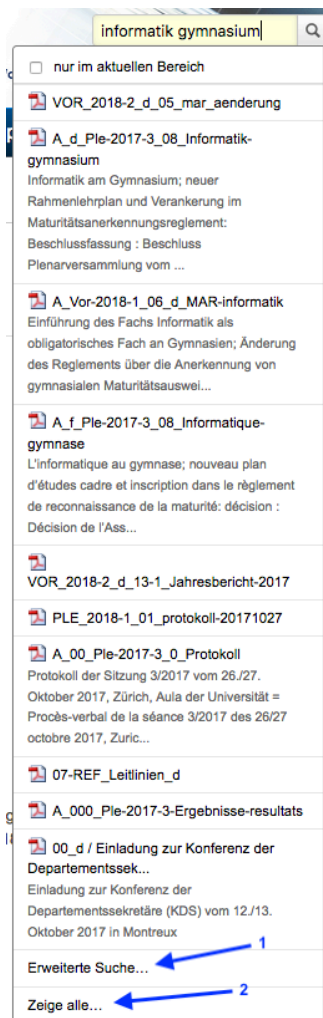 informatik gymnasium
nur im aktuellen Bereich
VOR_2018-2_d_05_mar_aenderung
A_d_Ple-2017-3_08_Informatik-
gymnasium
Informatik am Gymnasium; neuer
Rahmenlehrplan und Verankerung im
Maturitätsanerkennungsreglement:
Beschlussfassung : Beschluss
Plenarversammlung vom ...
A_Vor-2018-1_06_d_MAR-informatik
Einführung des Fachs Informatik als
obligatorisches Fach an Gymnasien; Änderung
des Reglements über die Anerkennung von
gymnasialen Maturitätsauswei...
A_f_Ple-2017-3_08_Informatique-
gymnase
L'informatique au gymnase; nouveau plan
d'études cadre et inscription dans le règlement
de reconnaissance de la maturité: décision :
Décision de l'Ass...
VOR_2018-2_d_13-1_Jahresbericht-2017
PLE_2018-1_01_protokoll-20171027
A_00_Ple-2017-3_0_Protokoll
Protokoll der Sitzung 3/2017 vom 26./27.
Oktober 2017, Zürich, Aula der Universität =
Procès-verbal de la séance 3/2017 des 26/27
octobre 2017, Zuric...
07-REF_Leitlinien_d
A_000_Ple-2017-3-Ergebnisse-resultats
00_d / Einladung zur Konferenz der
Departementssek...
Einladung zur Konferenz der
Departementssekretäre (KDS) vom 12./13.
Oktober 2017 in Montreux
1
Erweiterte Suche...
2
Zeige alle...